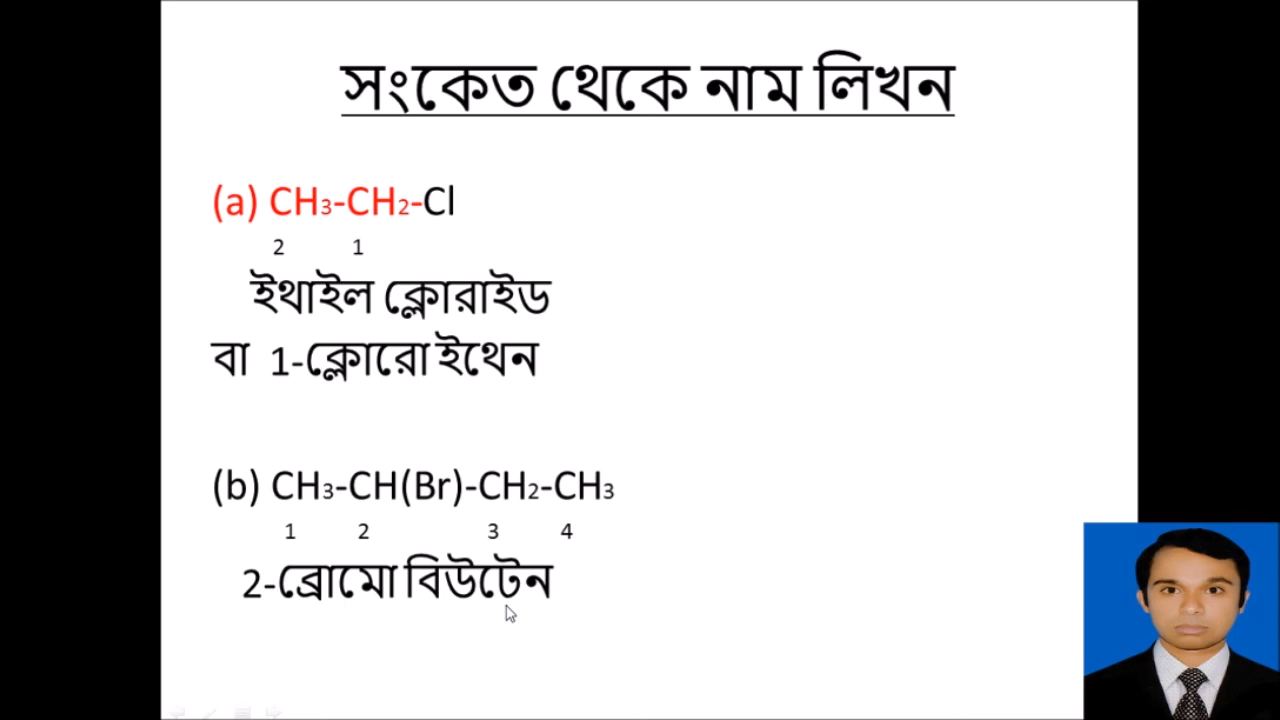 সংকেত থেকে নাম লিখন
(a) CH3-CH2-Cl
2 1
ইথাইল ক্লোরাইড
বা 1-ক্লোরো ইথেন
(b) CH3-CH(Br)-CH2-CH3
1 2 3 4
2-ব্রোমো বিউটেন